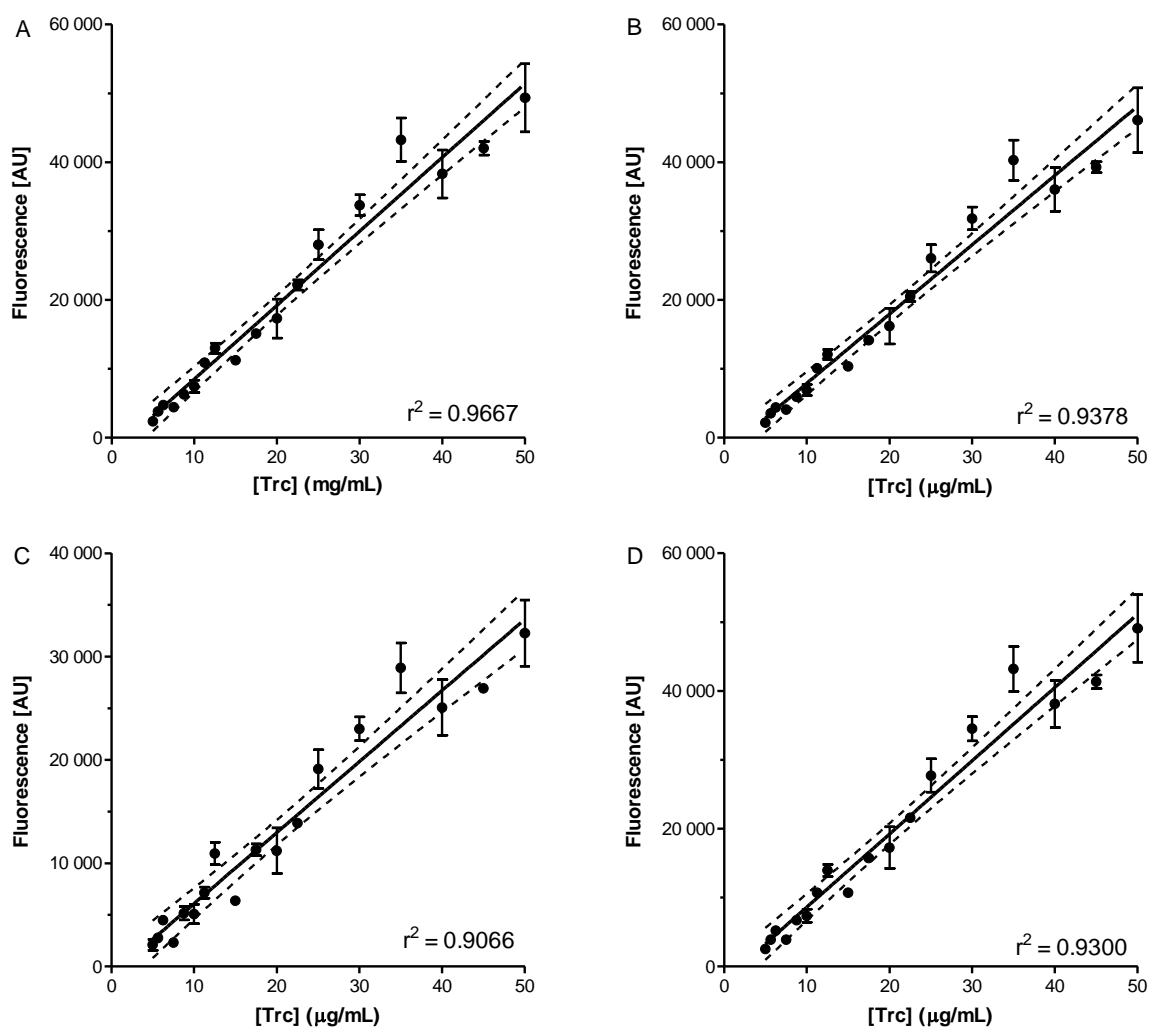 A
60 000
40 000
20 000
0
Fluorescence [AU]
r² = 0.9667
0 10 20 30 40 50
[Trc] (mg/mL)
B
60 000
40 000
20 000
0
Fluorescence [AU]
r² = 0.9378
0 10 20 30 40 50
[Trc] (μg/mL)
C
40 000
30 000
20 000
10 000
0
Fluorescence [AU]
r² = 0.9066
0 10 20 30 40 50
[Trc] (μg/mL)
D
60 000
40 000
20 000
0
Fluorescence [AU]
r² = 0.9300
0 10 20 30 40 50
[Trc] (μg/mL)